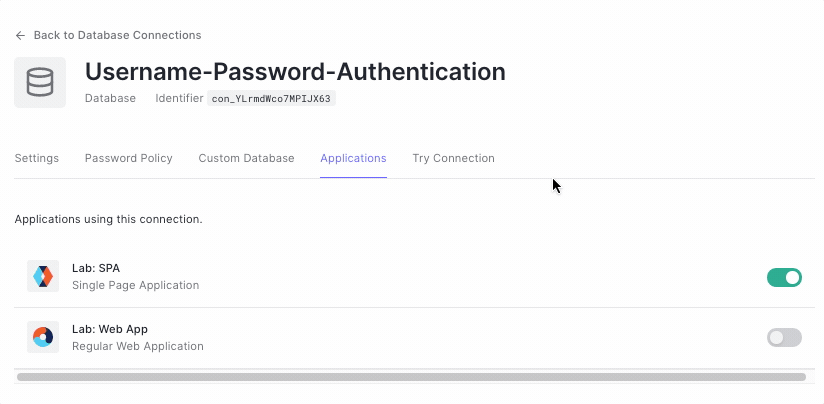 Back to Database Connections
Username-Password-Authentication
Database Identifier con_YLrmdWco7MPIJX63
Settings Password Policy Custom Database Applications Try Connection
Applications using this connection.
Lab: SPA
Single Page Application
Lab: Web App
Regular Web Application